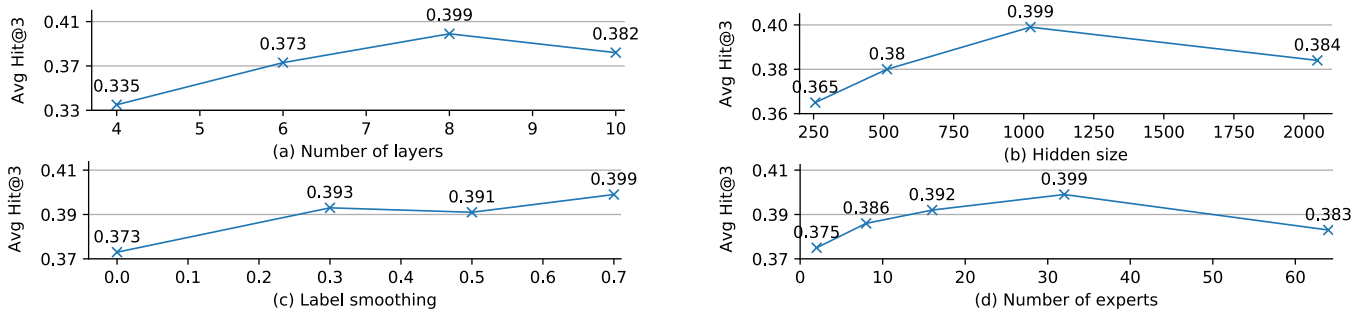 Avg Hit@3
0.41
0.37
0.33
0.335
0.373
0.399
0.382
4 5 6 7 8 9 10
(a) Number of layers
Avg Hit@3
0.40
0.38
0.36
0.365
0.38
0.399
0.384
250 500 750 1000 1250 1500 1750 2000
(b) Hidden size
Avg Hit@3
0.41
0.39
0.37
0.373
0.393
0.391
0.399
0.0 0.1 0.2 0.3 0.4 0.5 0.6 0.7
(c) Label smoothing
Avg Hit@3
0.41
0.39
0.37
0.375
0.386
0.392
0.399
0.383
0 10 20 30 40 50 60
(d) Number of experts